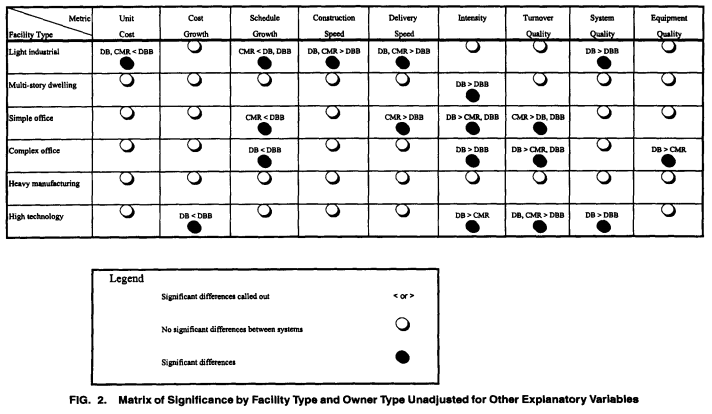 Metric
Facility Type
Unit Cost
Cost Growth
Schedule Growth
Construction Speed
Delivery Speed
Intensity
Turnover Quality
System Quality
Equipment Quality
Light industrial
DB, CMR < DBB
CMR < DB, DBB
DB, CMR > DBB
DB, CMR > DBB
DB > DBB
Multi-story dwelling
DB > DBB
Simple office
CMR < DBB
CMR > DBB
DB > CMR, DBB
CMR > DB, DBB
Complex office
DB < DBB
DB > DBB
DB > CMR, DBB
DB > CMR
Heavy manufacturing
High technology
DB < DBB
DB > CMR
DB, CMR > DBB
DB > DBB
Legend
Significant differences called out < or >
No significant differences between systems
Significant differences
FIG. 2. Matrix of Significance by Facility Type and Owner Type Unadjusted for Other Explanatory Variables